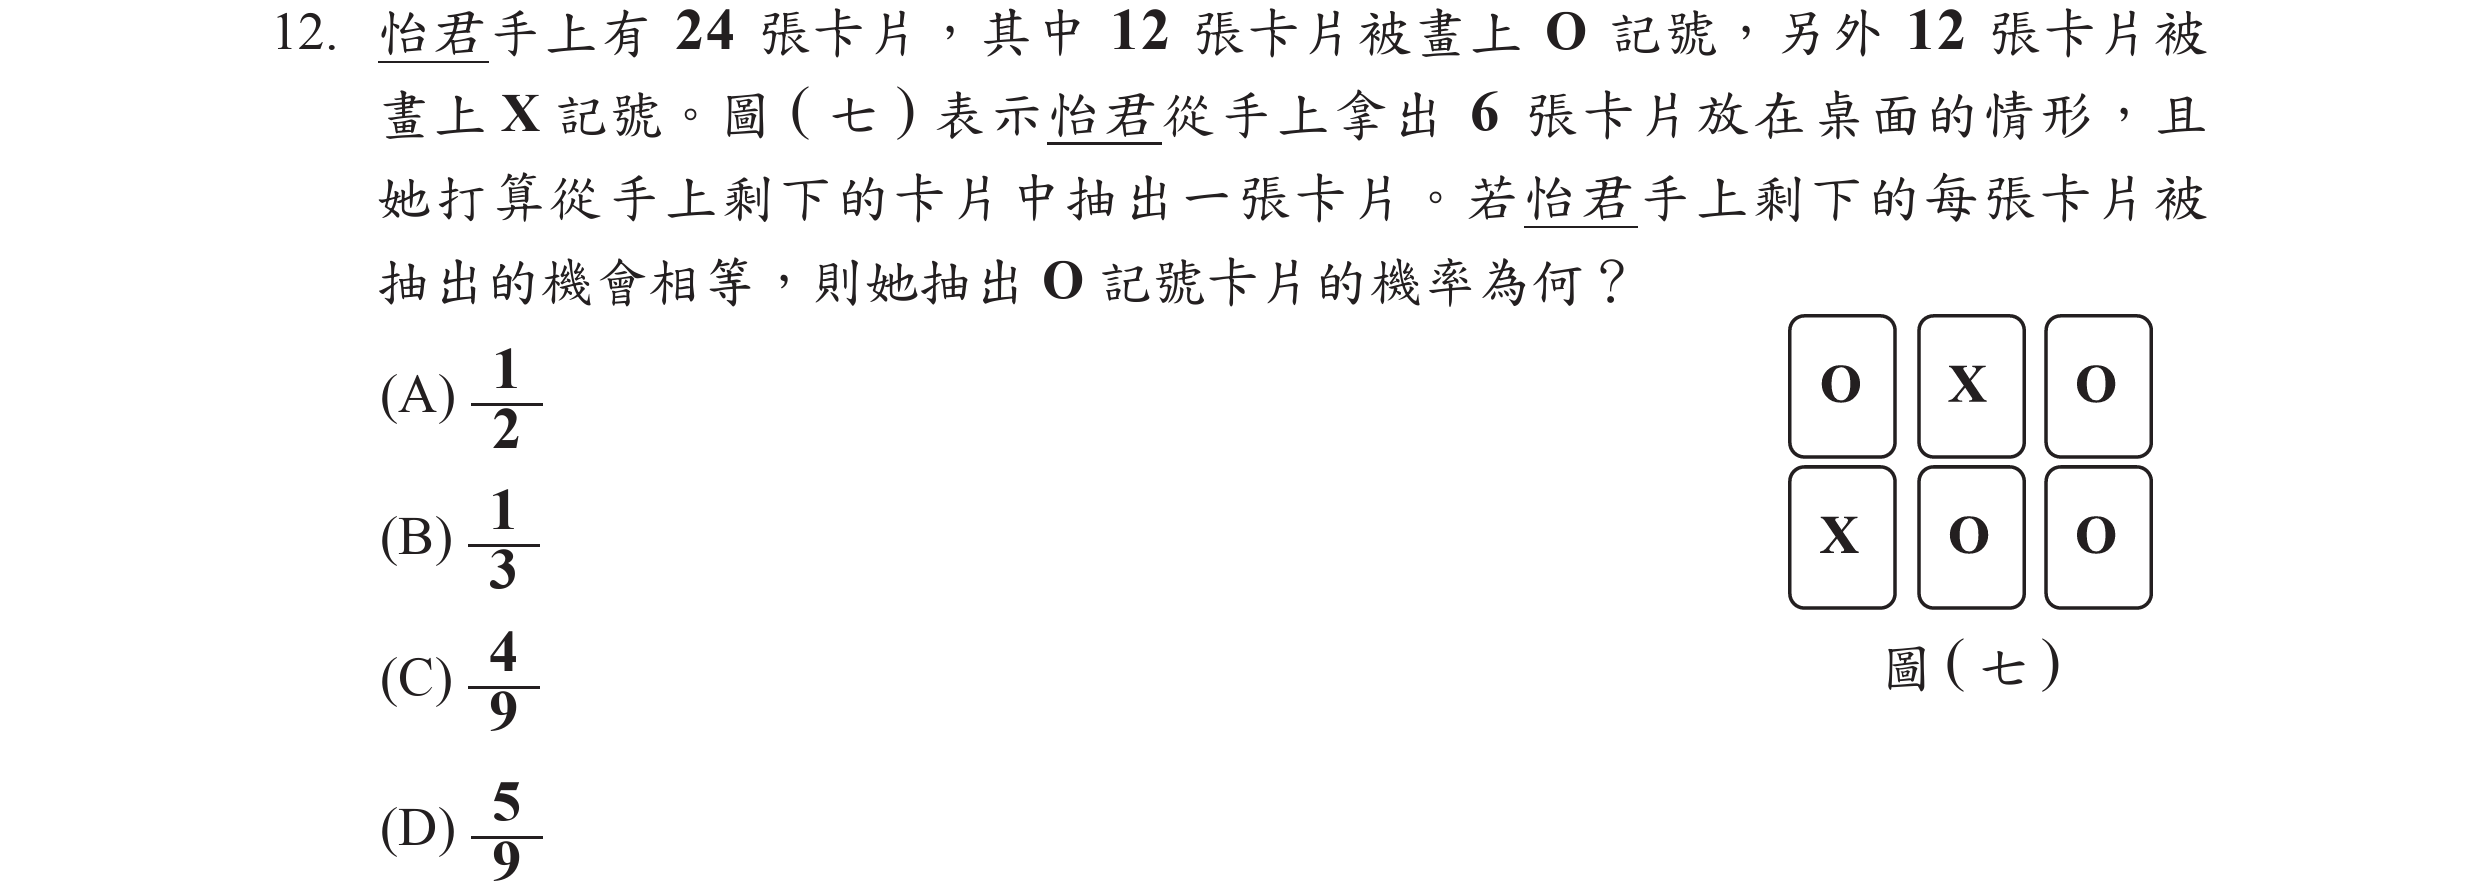 12. 怡君手上有 24 張卡片，其中 12 張卡片被畫上 O 記號，另外 12 張卡片被
畫上 X 記號。圖(七)表示怡君從手上拿出 6 張卡片放在桌面的情形，且
她打算從手上剩下的卡片中抽出一張卡片。若怡君手上剩下的每張卡片被
抽出的機會相等，則她抽出 O 記號卡片的機率為何？
(A) 1/2
(B) 1/3
(C) 4/9
(D) 5/9
O X O
X O O
圖(七)